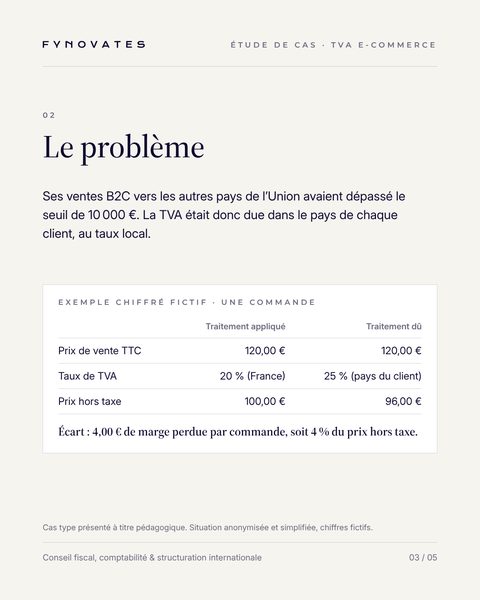 FYNOVATES
ÉTUDE DE CAS · TVA E-COMMERCE
02
Le problème
Ses ventes B2C vers les autres pays de l’Union avaient dépassé le
seuil de 10 000 €. La TVA était donc due dans le pays de chaque
client, au taux local.
EXEMPLE CHIFFRÉ FICTIF · UNE COMMANDE
Traitement appliqué Traitement dû
Prix de vente TTC 120,00 € 120,00 €
Taux de TVA 20 % (France) 25 % (pays du client)
Prix hors taxe 100,00 € 96,00 €
Écart : 4,00 € de marge perdue par commande, soit 4 % du prix hors taxe.
Cas type présenté à titre pédagogique. Situation anonymisée et simplifiée, chiffres fictifs.
Conseil fiscal, comptabilité & structuration internationale 03 / 05